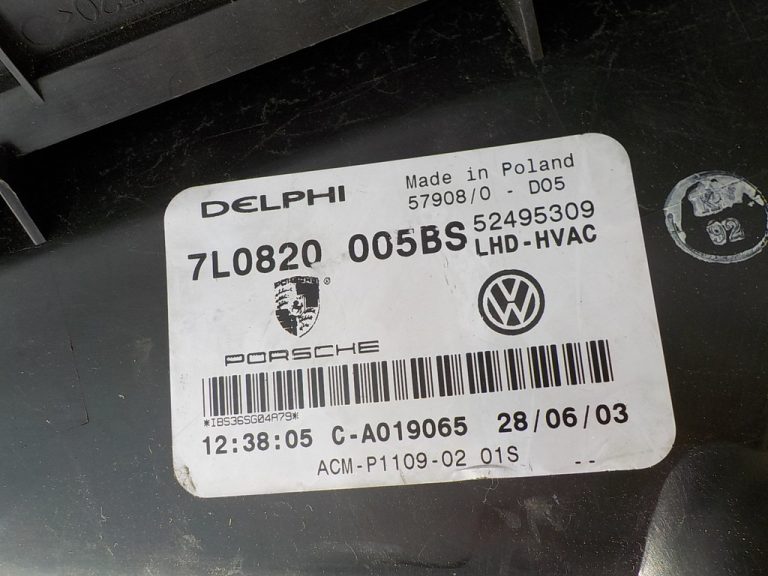 DELPHI
Made in Poland
57908/0 - D05
7L0820 005BS
52495309
LHD-HVAC
PORSCHE
*IBS36SG04A79*
12:38:05 C-A019065 28/06/03
ACM-P1109-02 01S --
92